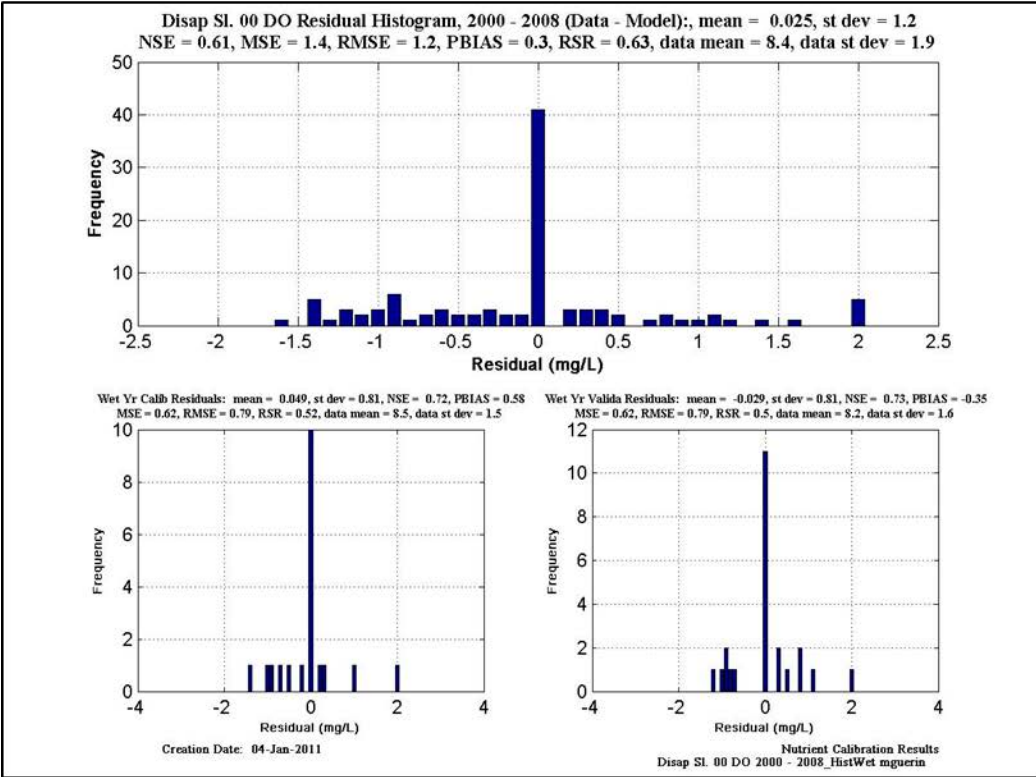 Disap Sl. 00 DO Residual Histogram, 2000 - 2008 (Data - Model):, mean = 0.025, st dev = 1.2
NSE = 0.61, MSE = 1.4, RMSE = 1.2, PBIAS = 0.3, RSR = 0.63, data mean = 8.4, data st dev = 1.9
50
40
30
20
10
0
Frequency
-2.5 -2 -1.5 -1 -0.5 0 0.5 1 1.5 2 2.5
Residual (mg/L)
Wet Yr Calib Residuals: mean = 0.049, st dev = 0.81, NSE = 0.72, PBIAS = 0.58
MSE = 0.62, RMSE = 0.79, RSR = 0.52, data mean = 8.5, data st dev = 1.5
10
8
6
4
2
0
Frequency
-4 -2 0 2 4
Residual (mg/L)
Wet Yr Valida Residuals: mean = -0.029, st dev = 0.81, NSE = 0.73, PBIAS = -0.35
MSE = 0.62, RMSE = 0.79, RSR = 0.5, data mean = 8.2, data st dev = 1.6
12
10
8
6
4
2
0
Frequency
-4 -2 0 2 4
Residual (mg/L)
Creation Date: 04-Jan-2011
Nutrient Calibration Results
Disap Sl. 00 DO 2000 - 2008_HistWet mguerin